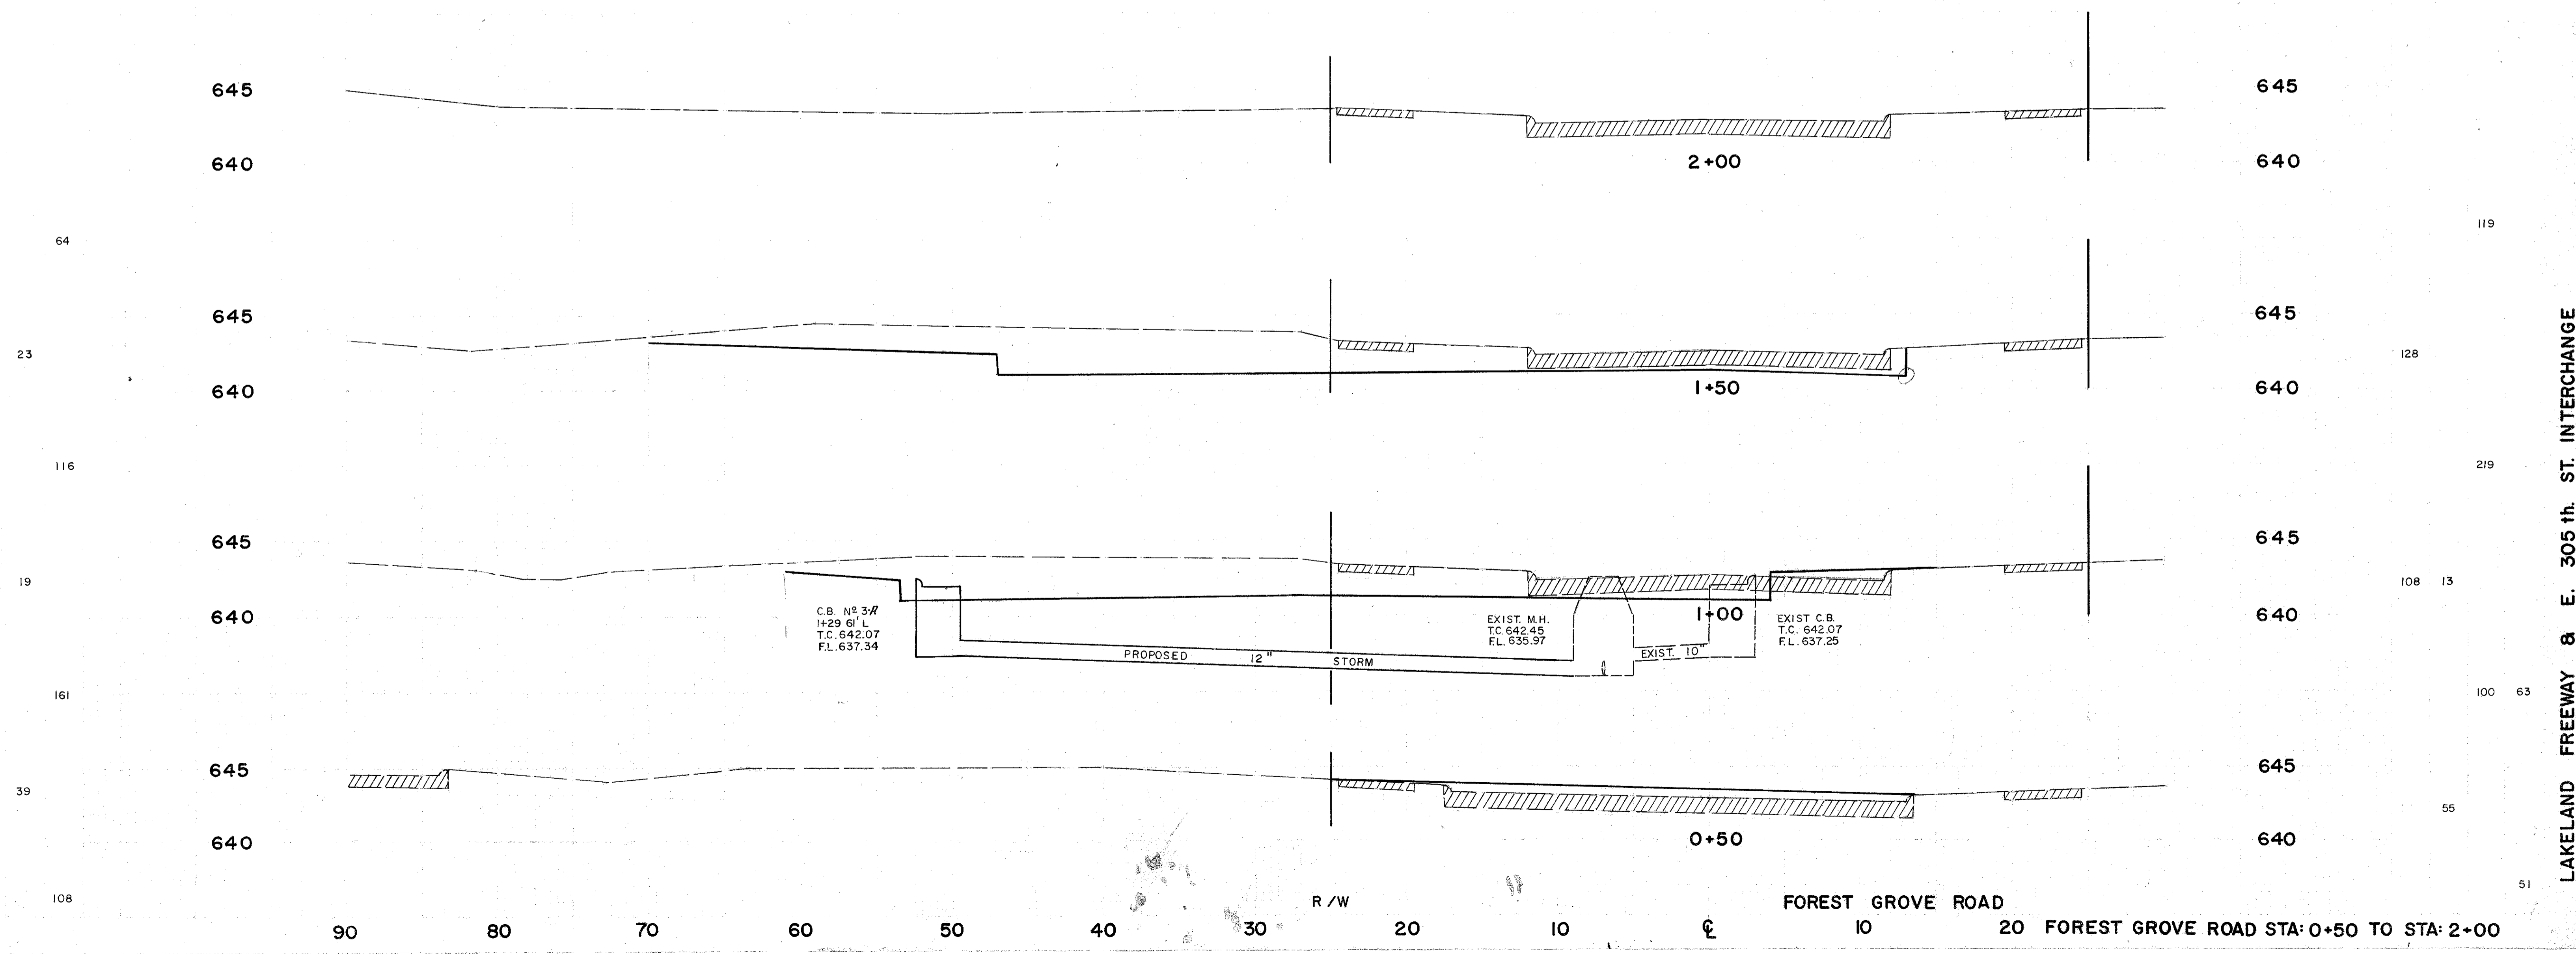 645 645
640 2+00 640
64 119
645 645
23 128
640 1+50 640
116 219
645 645
19 108 13
640 1+00 640
C.B. Nº 3-R
1+29 61' L
T.C. 642.07
F.L. 637.34
EXIST. M.H.
T.C. 642.45
F.L. 635.97
EXIST C.B.
T.C. 642.07
F.L. 637.25
PROPOSED 12" STORM
EXIST. 10"
161 100 63
645 645
39 55
640 0+50 640
108 51
R/W FOREST GROVE ROAD
90 80 70 60 50 40 30 20 10 ℄ 10 20 FOREST GROVE ROAD STA: 0+50 TO STA: 2+00
LAKELAND FREEWAY & E. 305th. ST. INTERCHANGE